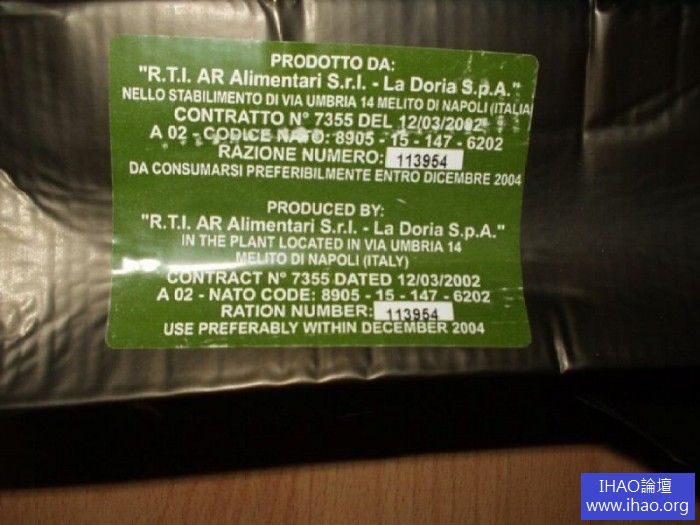 PRODOTTO DA:
"R.T.I. AR Alimentari S.r.l. - La Doria S.p.A."
NELLO STABILIMENTO DI VIA UMBRIA 14 MELITO DI NAPOLI (ITALIA
CONTRATTO N° 7355 DEL 12/03/2002"
A 02 - CODICE NATO: 8905 - 15 - 147 - 6202
RAZIONE NUMERO: 113954
DA CONSUMARSI PREFERIBILMENTE ENTRO DICEMBRE 2004
PRODUCED BY:
"R.T.I. AR Alimentari S.r.l. - La Doria S.p.A."
IN THE PLANT LOCATED IN VIA UMBRIA 14
MELITO DI NAPOLI (ITALY)
CONTRACT N° 7355 DATED 12/03/2002
A 02 - NATO CODE: 8905 - 15 - 147 - 6202
RATION NUMBER: 113954
USE PREFERABLY WITHIN DECEMBER 2004
IHAO論壇
www.ihao.org